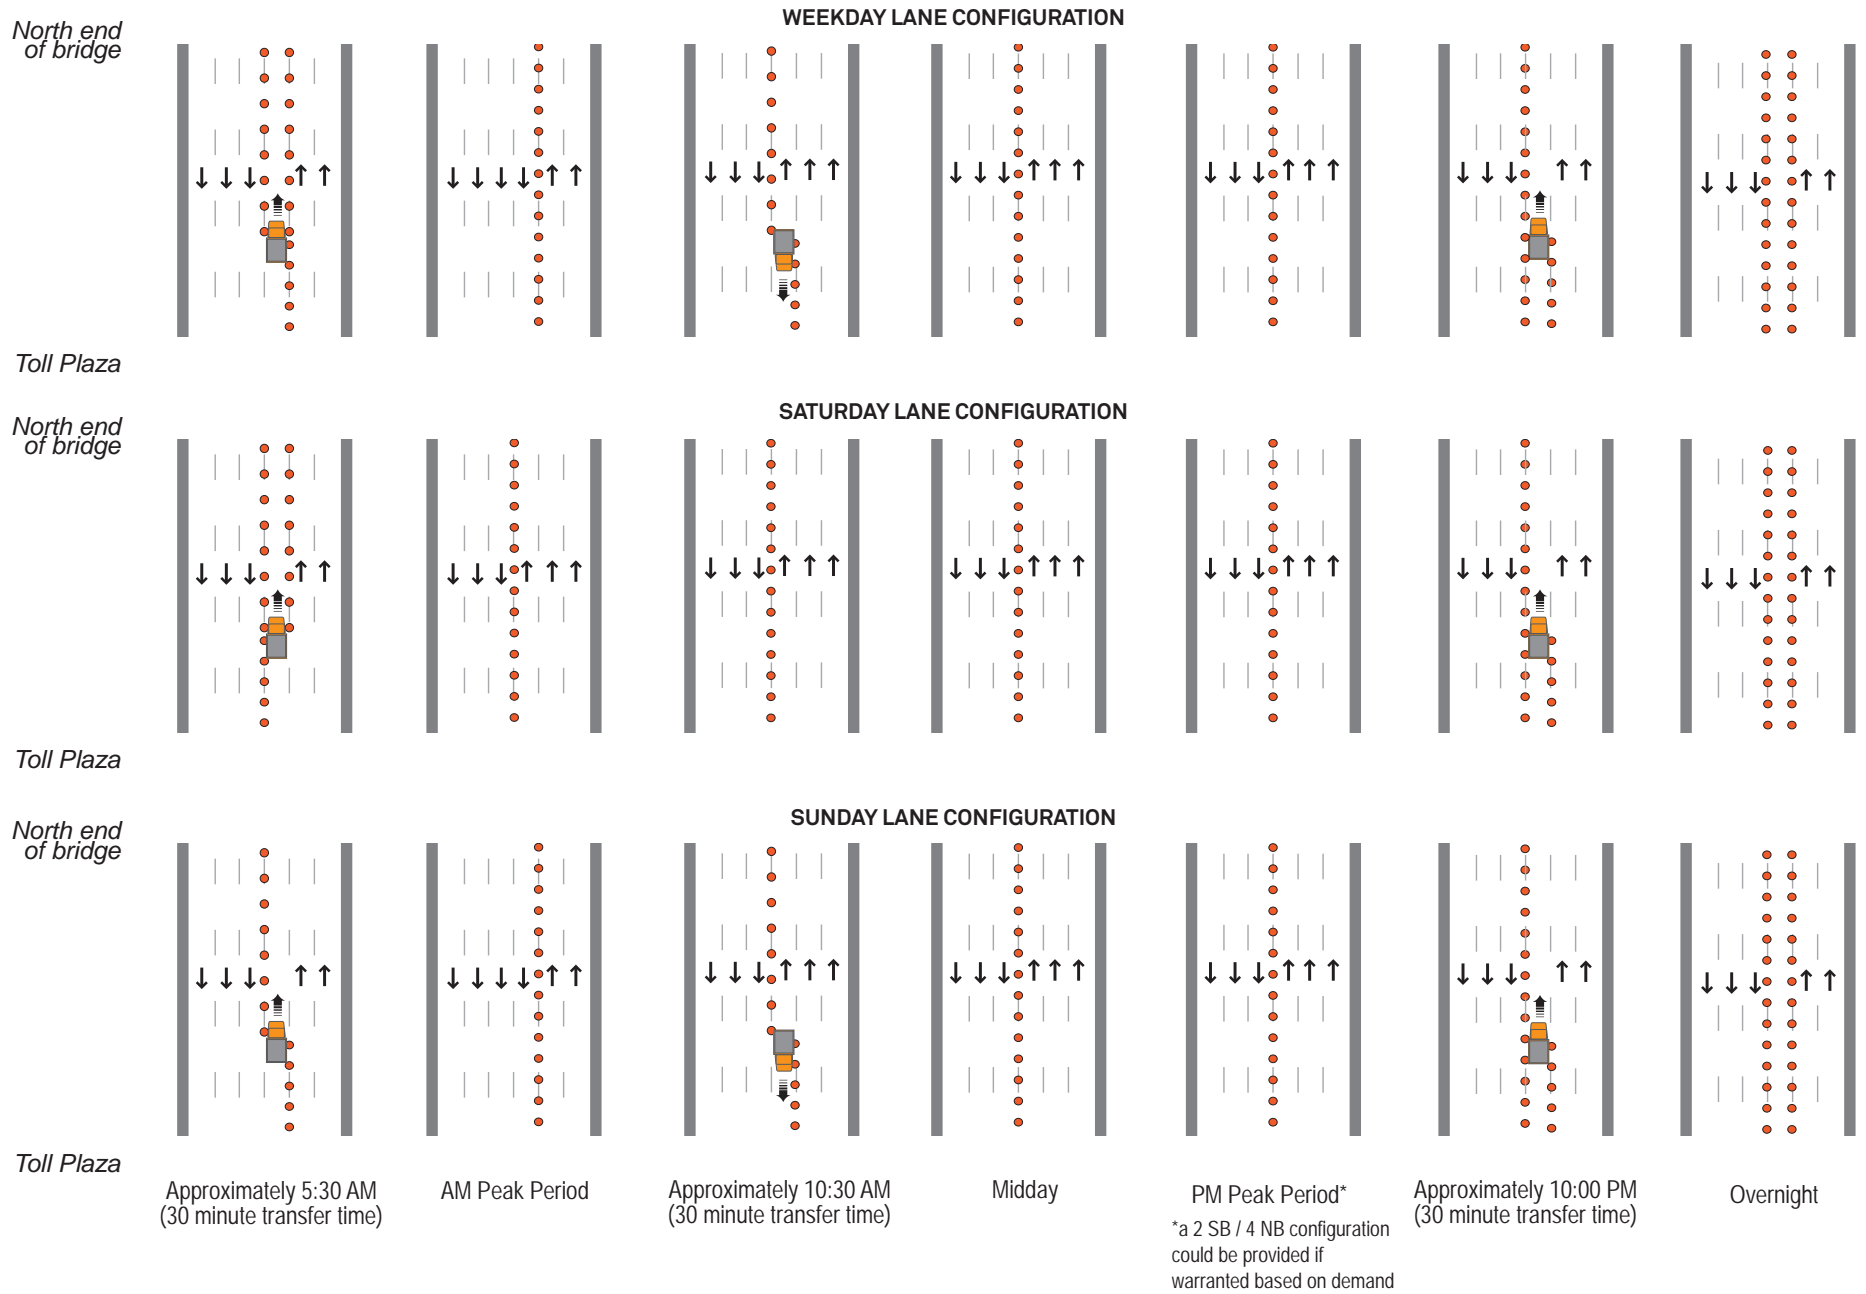 WEEKDAY LANE CONFIGURATION
North end
of bridge
Toll Plaza
SATURDAY LANE CONFIGURATION
North end
of bridge
Toll Plaza
SUNDAY LANE CONFIGURATION
North end
of bridge
Toll Plaza
Approximately 5:30 AM
(30 minute transfer time)
AM Peak Period
Approximately 10:30 AM
(30 minute transfer time)
Midday
PM Peak Period*
*a 2 SB / 4 NB configuration
could be provided if
warranted based on demand
Approximately 10:00 PM
(30 minute transfer time)
Overnight